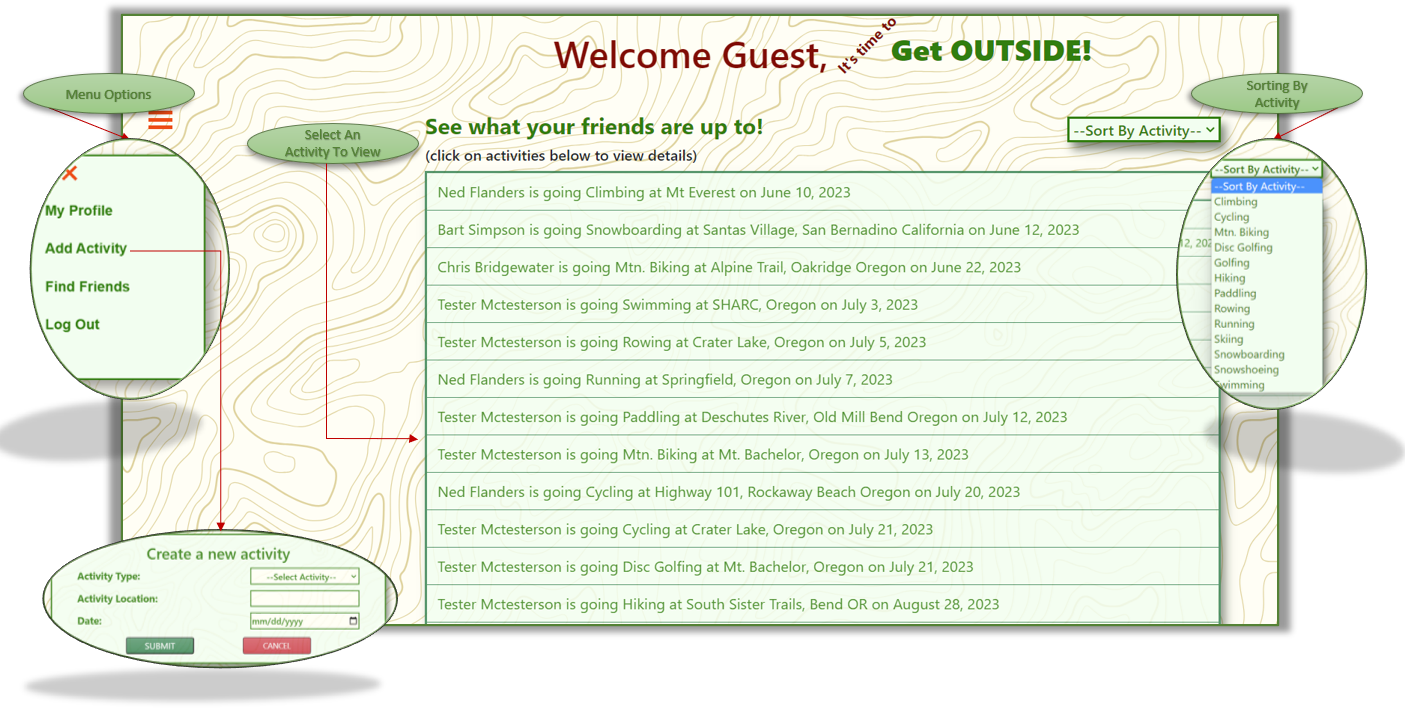 Welcome Guest, It's time to Get OUTSIDE!
Menu Options
Sorting By
Activity
Select An
Activity To View
See what your friends are up to!
(click on activities below to view details)
--Sort By Activity--
My Profile
Add Activity
Find Friends
Log Out
Ned Flanders is going Climbing at Mt Everest on June 10, 2023
Bart Simpson is going Snowboarding at Santas Village, San Bernadino California on June 12, 2023
Chris Bridgewater is going Mtn. Biking at Alpine Trail, Oakridge Oregon on June 22, 2023
Tester Mctesterson is going Swimming at SHARC, Oregon on July 3, 2023
Tester Mctesterson is going Rowing at Crater Lake, Oregon on July 5, 2023
Ned Flanders is going Running at Springfield, Oregon on July 7, 2023
Tester Mctesterson is going Paddling at Deschutes River, Old Mill Bend Oregon on July 12, 2023
Tester Mctesterson is going Mtn. Biking at Mt. Bachelor, Oregon on July 13, 2023
Ned Flanders is going Cycling at Highway 101, Rockaway Beach Oregon on July 20, 2023
Tester Mctesterson is going Cycling at Crater Lake, Oregon on July 21, 2023
Tester Mctesterson is going Disc Golfing at Mt. Bachelor, Oregon on July 21, 2023
Tester Mctesterson is going Hiking at South Sister Trails, Bend OR on August 28, 2023
--Sort By Activity--
--Sort By Activity--
Climbing
Cycling
Mtn. Biking
12, 202
Disc Golfing
Golfing
Hiking
Paddling
Rowing
Running
Skiing
Snowboarding
Snowshoeing
Swimming
Create a new activity
Activity Type: --Select Activity--
Activity Location:
Date: mm/dd/yyyy
SUBMIT CANCEL